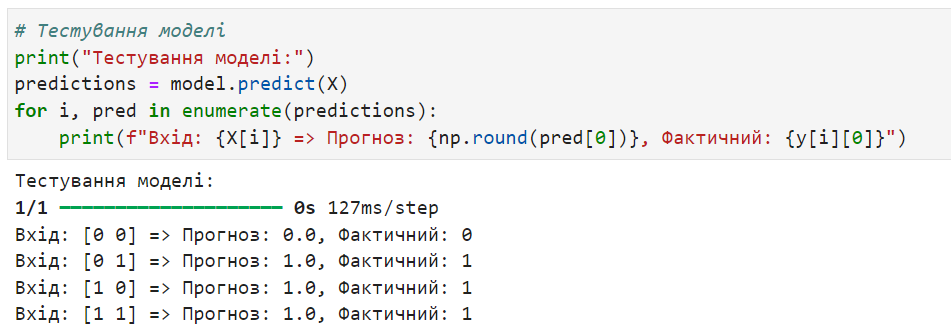 # Тестування моделі
print("Тестування моделі:")
predictions = model.predict(X)
for i, pred in enumerate(predictions):
    print(f"Вхід: {X[i]} => Прогноз: {np.round(pred[0])}, Фактичний: {y[i][0]}")
Тестування моделі:
1/1 ━━━━━━━━━━━━━━━━━━━━ 0s 127ms/step
Вхід: [0 0] => Прогноз: 0.0, Фактичний: 0
Вхід: [0 1] => Прогноз: 1.0, Фактичний: 1
Вхід: [1 0] => Прогноз: 1.0, Фактичний: 1
Вхід: [1 1] => Прогноз: 1.0, Фактичний: 1